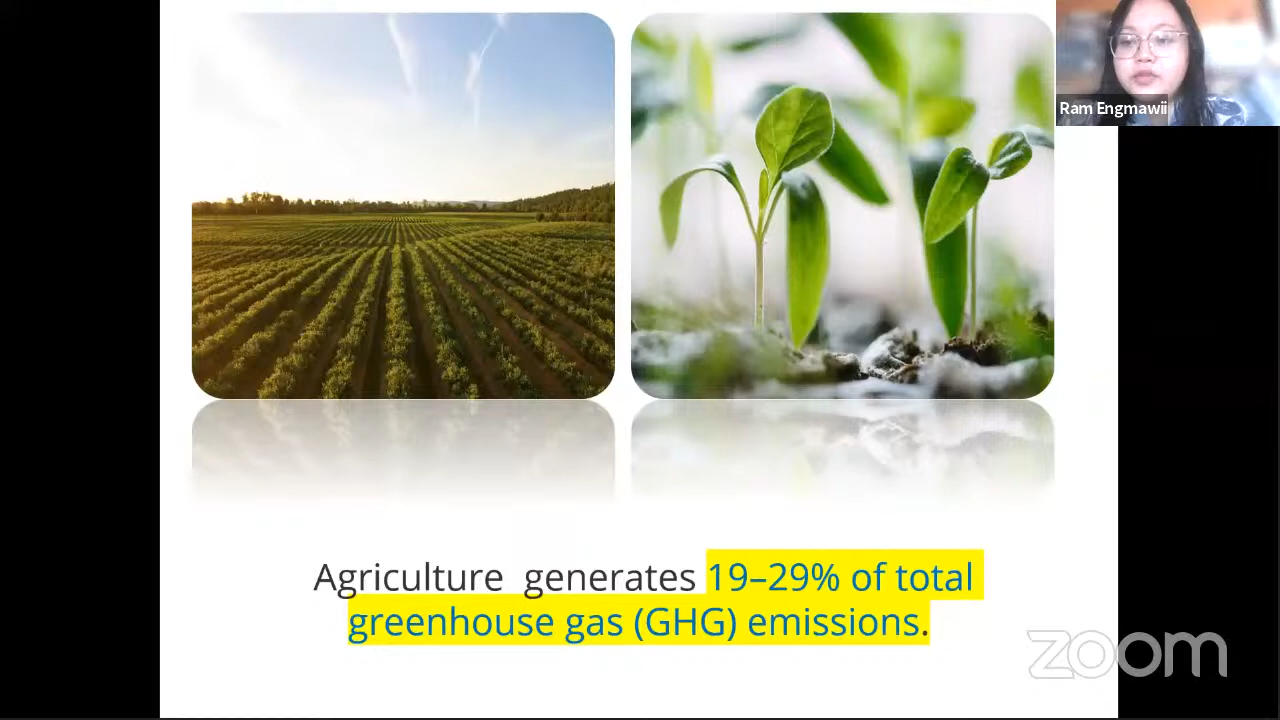 Ram Engmawii
Agriculture generates 19–29% of total
greenhouse gas (GHG) emissions.
zoom